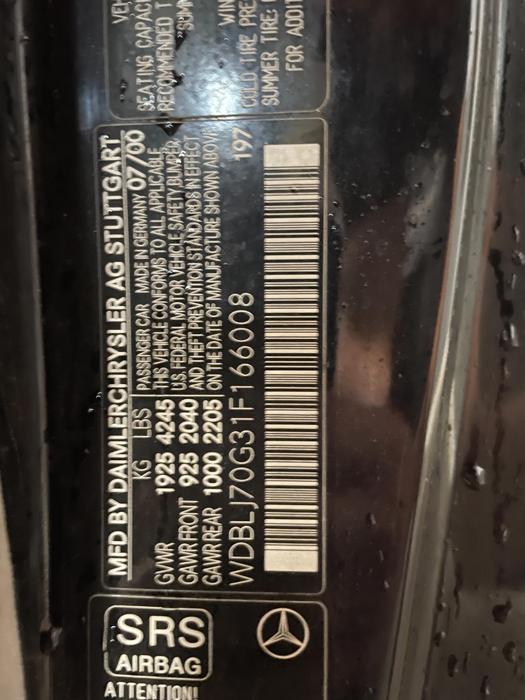 MFD BY DAIMLERCHRYSLER AG STUTTGART
KG LBS
GVWR 1925 4245
GAWR FRONT 925 2040
GAWR REAR 1000 2205
PASSENGER CAR MADE IN GERMANY 07/00
THIS VEHICLE CONFORMS TO ALL APPLICABLE
U.S. FEDERAL MOTOR VEHICLE SAFETY BUMPER
AND THEFT PREVENTION STANDARDS IN EFFECT
ON THE DATE OF MANUFACTURE SHOWN ABOVE
WDBLJ70G31F166008 197
SRS
AIRBAG
ATTENTION!
SEATING CAPAC
RECOMMENDED T
"SUMM
WIN
COLD TIRE PRE
SUMMER TIRE:
FOR ADDIT